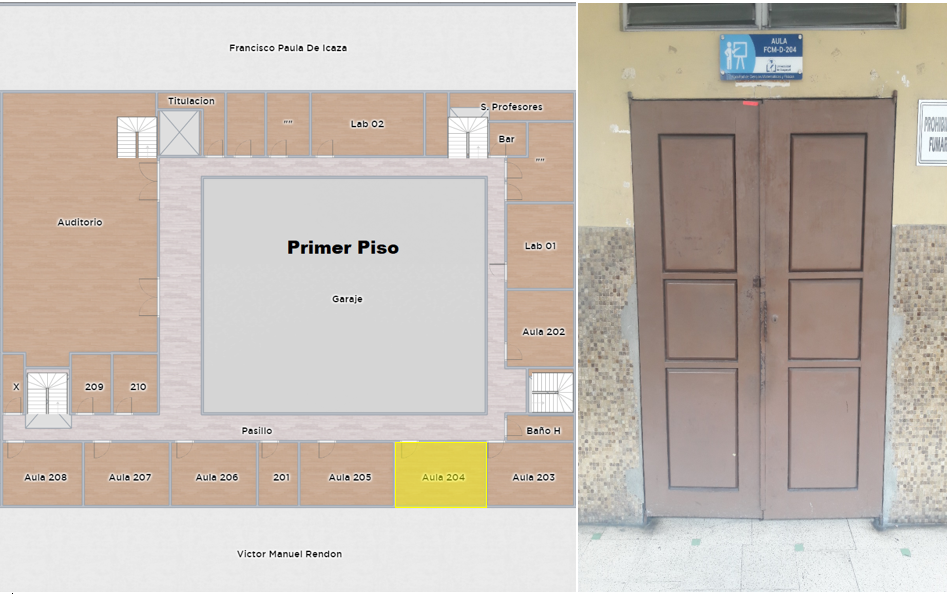 Francisco Paula De Icaza
Titulacion
""
Lab 02
S. Profesores
Bar
""
Auditorio
Lab 01
Primer Piso
Garaje
Aula 202
X
209
210
Pasillo
Baño H
Aula 208
Aula 207
Aula 206
201
Aula 205
Aula 204
Aula 203
Víctor Manuel Rendon
AULA
FCM-D-204
PROHIBI
FUMAR